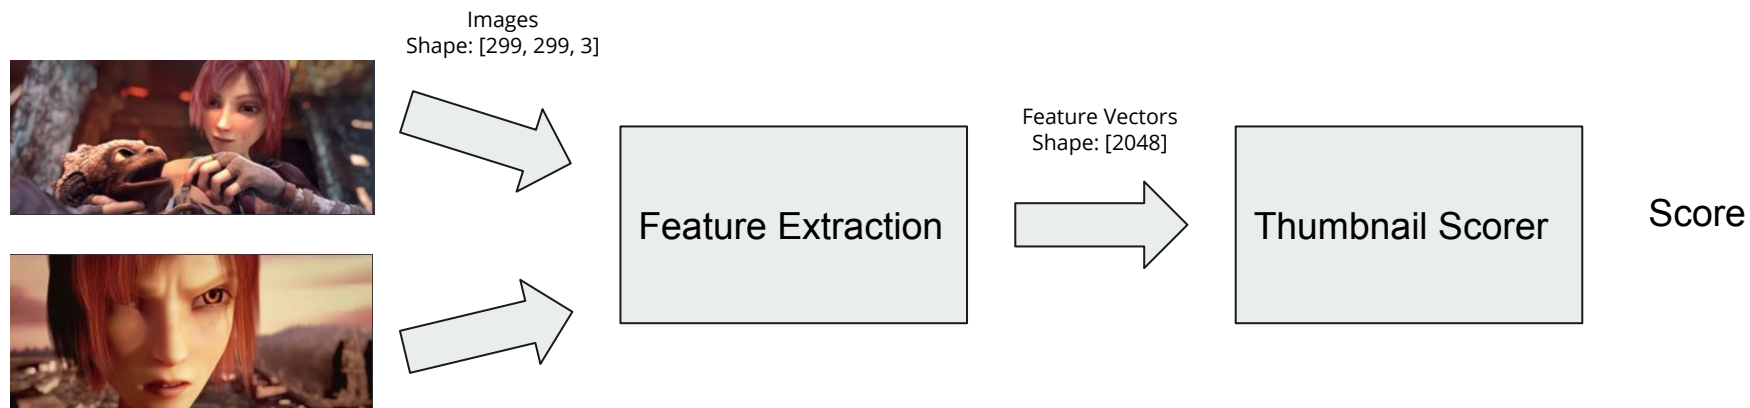 Images
Shape: [299, 299, 3]
Feature Extraction
Feature Vectors
Shape: [2048]
Thumbnail Scorer
Score